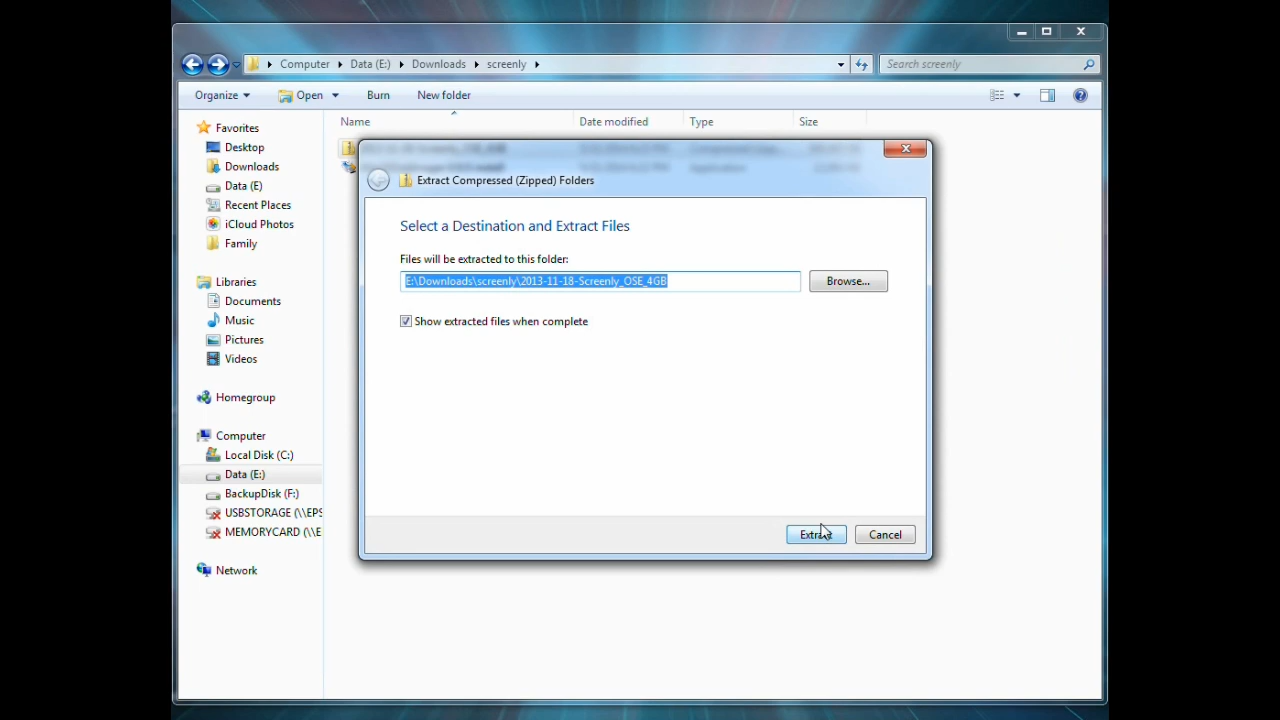 Computer Data (E:) Downloads screenly
Search screenly
Organize Open Burn New folder
Name Date modified Type Size
Favorites
Desktop
Downloads
Data (E)
Recent Places
iCloud Photos
Family
Libraries
Documents
Music
Pictures
Videos
Homegroup
Computer
Local Disk (C:)
Data (E:)
BackupDisk (F:)
USBSTORAGE (\\EPS
MEMORYCARD (\\E
Network
Extract Compressed (Zipped) Folders
Select a Destination and Extract Files
Files will be extracted to this folder:
E:\Downloads\screenly\2013-11-18-Screenly_OSE_4GB
Browse...
Show extracted files when complete
Extract Cancel